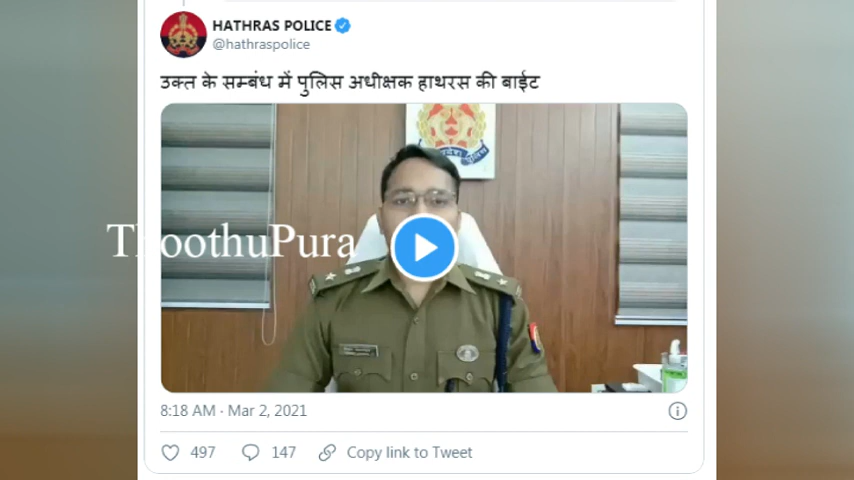 HATHRAS POLICE
@hathraspolice
उक्त के सम्बंध में पुलिस अधीक्षक हाथरस की बाईट
ThoothuPura
8:18 AM · Mar 2, 2021
497 147 Copy link to Tweet